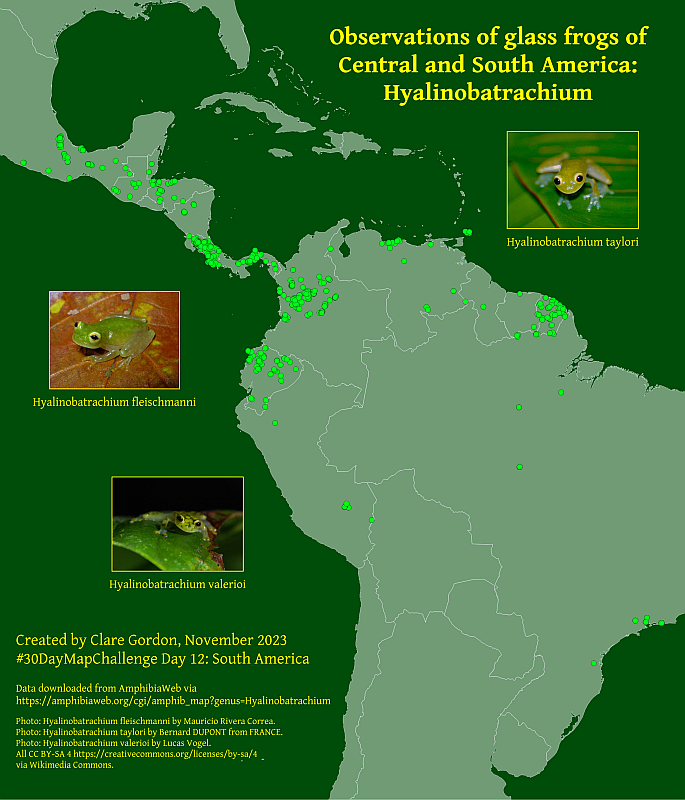 Observations of glass frogs of
Central and South America:
Hyalinobatrachium
Hyalinobatrachium taylori
Hyalinobatrachium fleischmanni
Hyalinobatrachium valerioi
Created by Clare Gordon, November 2023
#30DayMapChallenge Day 12: South America
Data downloaded from AmphibiaWeb via
https://amphibiaweb.org/cgi/amphib_map?genus=Hyalinobatrachium
Photo: Hyalinobatrachium fleischmanni by Mauricio Rivera Correa.
Photo: Hyalinobatrachium taylori by Bernard DUPONT from FRANCE.
Photo: Hyalinobatrachium valerioi by Lucas Vogel.
All CC BY-SA 4 https://creativecommons.org/licenses/by-sa/4 _
via Wikimedia Commons.